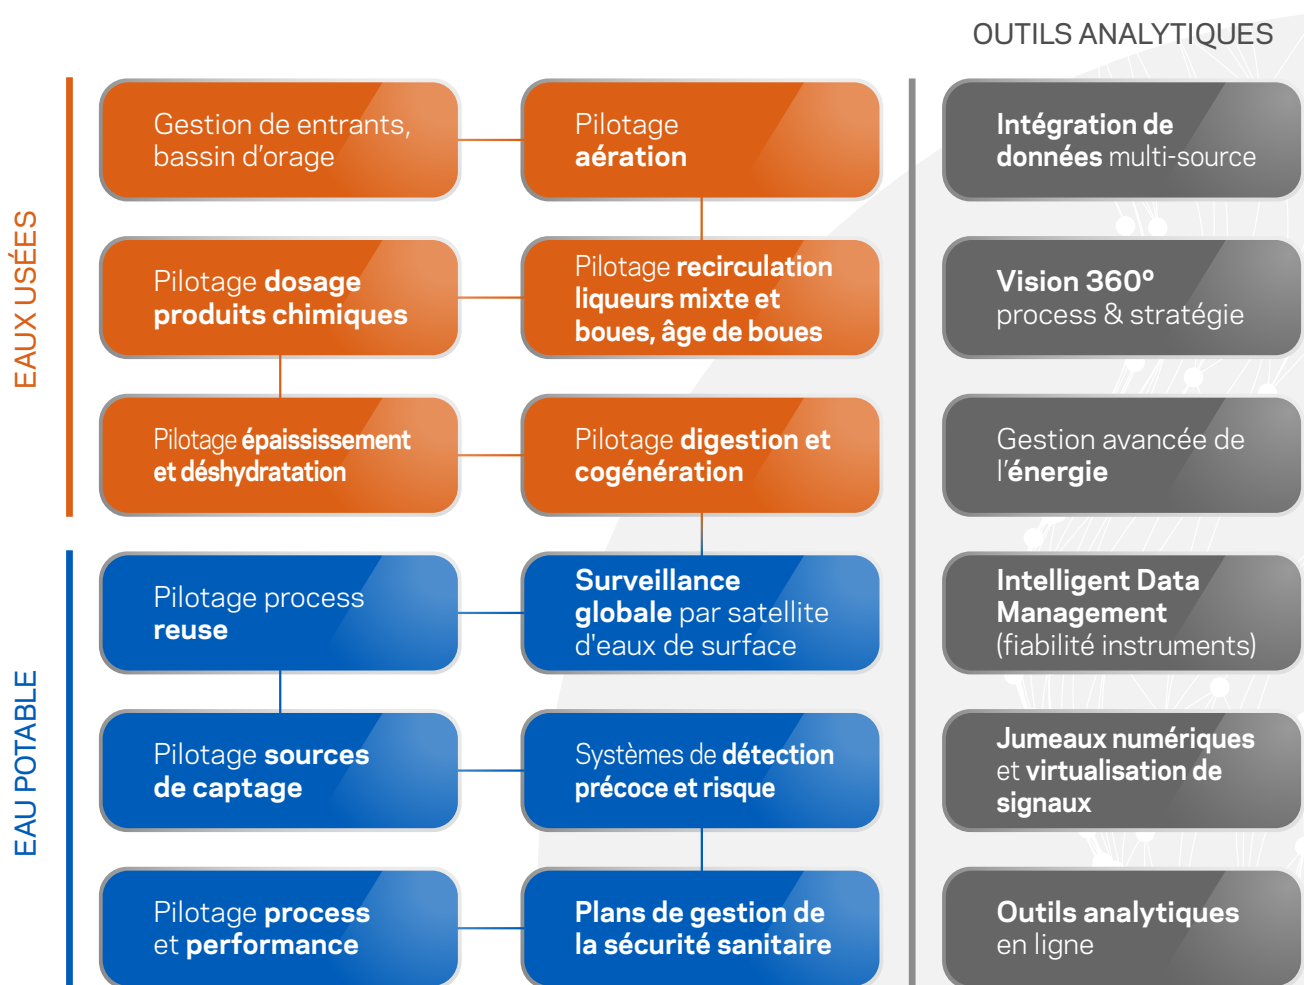 OUTILS ANALYTIQUES
EAUX USÉES
Gestion de entrants,
bassin d'orage
Pilotage
aération
Intégration de
données multi-source
Pilotage dosage
produits chimiques
Pilotage recirculation
liqueurs mixte et
boues, âge de boues
Vision 360°
process & stratégie
Pilotage épaississement
et déshydratation
Pilotage digestion et
cogénération
Gestion avancée de
l'énergie
EAU POTABLE
Pilotage process
reuse
Surveillance
globale par satellite
d'eaux de surface
Intelligent Data
Management
(fiabilité instruments)
Pilotage sources
de captage
Systèmes de détection
précoce et risque
Jumeaux numériques
et virtualisation de
signaux
Pilotage process
et performance
Plans de gestion de
la sécurité sanitaire
Outils analytiques
en ligne